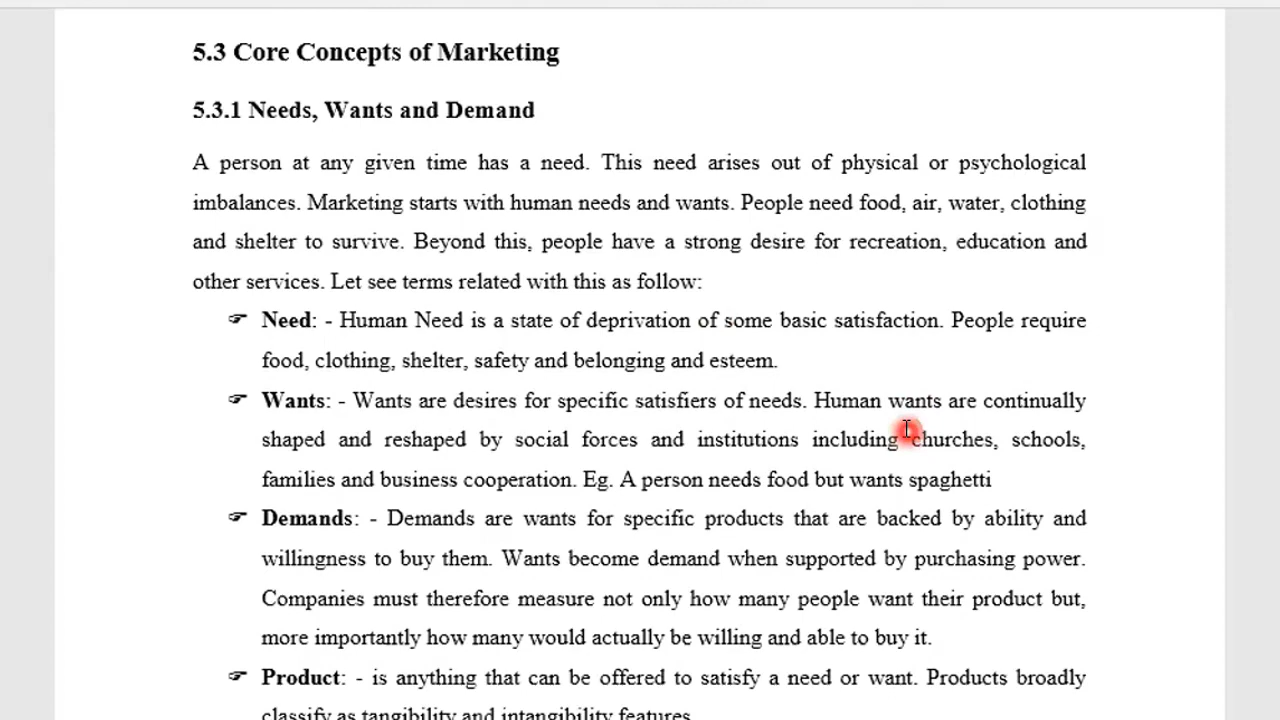 5.3 Core Concepts of Marketing
5.3.1 Needs, Wants and Demand
A person at any given time has a need. This need arises out of physical or psychological
imbalances. Marketing starts with human needs and wants. People need food, air, water, clothing
and shelter to survive. Beyond this, people have a strong desire for recreation, education and
other services. Let see terms related with this as follow:
☞ Need: - Human Need is a state of deprivation of some basic satisfaction. People require
food, clothing, shelter, safety and belonging and esteem.
☞ Wants: - Wants are desires for specific satisfiers of needs. Human wants are continually
shaped and reshaped by social forces and institutions including churches, schools,
families and business cooperation. Eg. A person needs food but wants spaghetti
☞ Demands: - Demands are wants for specific products that are backed by ability and
willingness to buy them. Wants become demand when supported by purchasing power.
Companies must therefore measure not only how many people want their product but,
more importantly how many would actually be willing and able to buy it.
☞ Product: - is anything that can be offered to satisfy a need or want. Products broadly
classify as tangibility and intangibility features